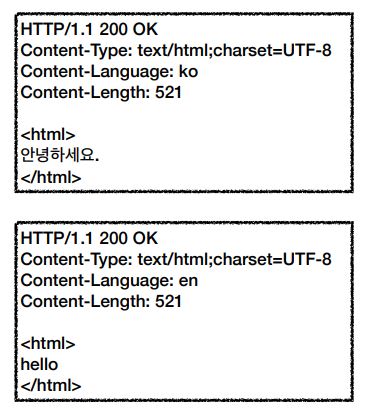 HTTP/1.1 200 OK
Content-Type: text/html;charset=UTF-8
Content-Language: ko
Content-Length: 521
<html>
안녕하세요.
</html>
HTTP/1.1 200 OK
Content-Type: text/html;charset=UTF-8
Content-Language: en
Content-Length: 521
<html>
hello
</html>